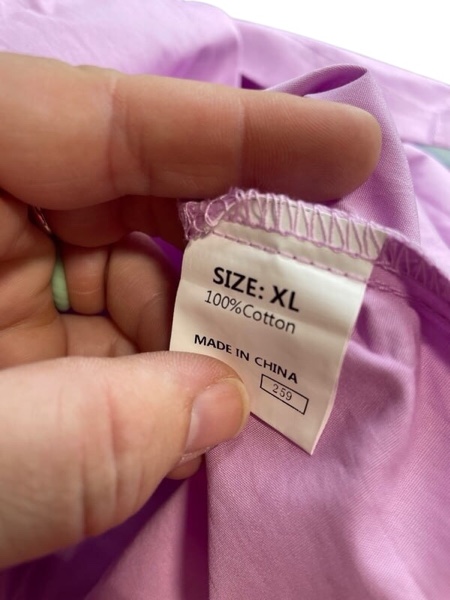 SIZE: XL
100%Cotton
MADE IN CHINA
259